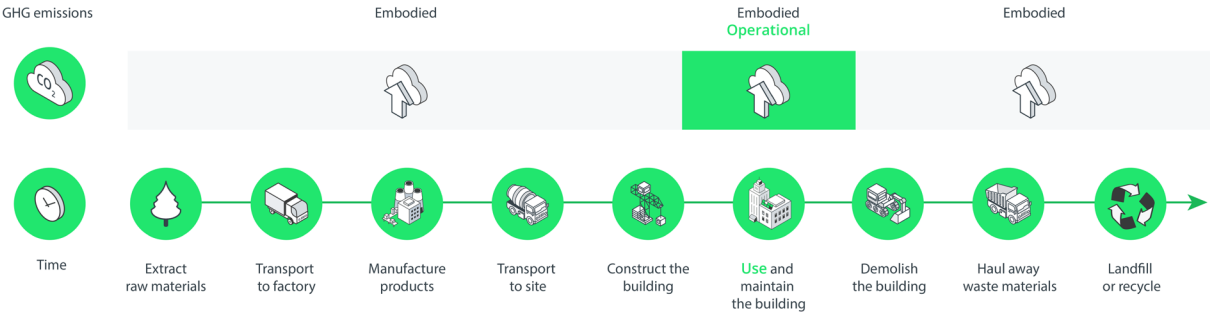 GHG emissions
Embodied
Embodied
Operational
Embodied
CO2
Time
Extract
raw materials
Transport
to factory
Manufacture
products
Transport
to site
Construct the
building
Use and
maintain
the building
Demolish
the building
Haul away
waste materials
Landfill
or recycle